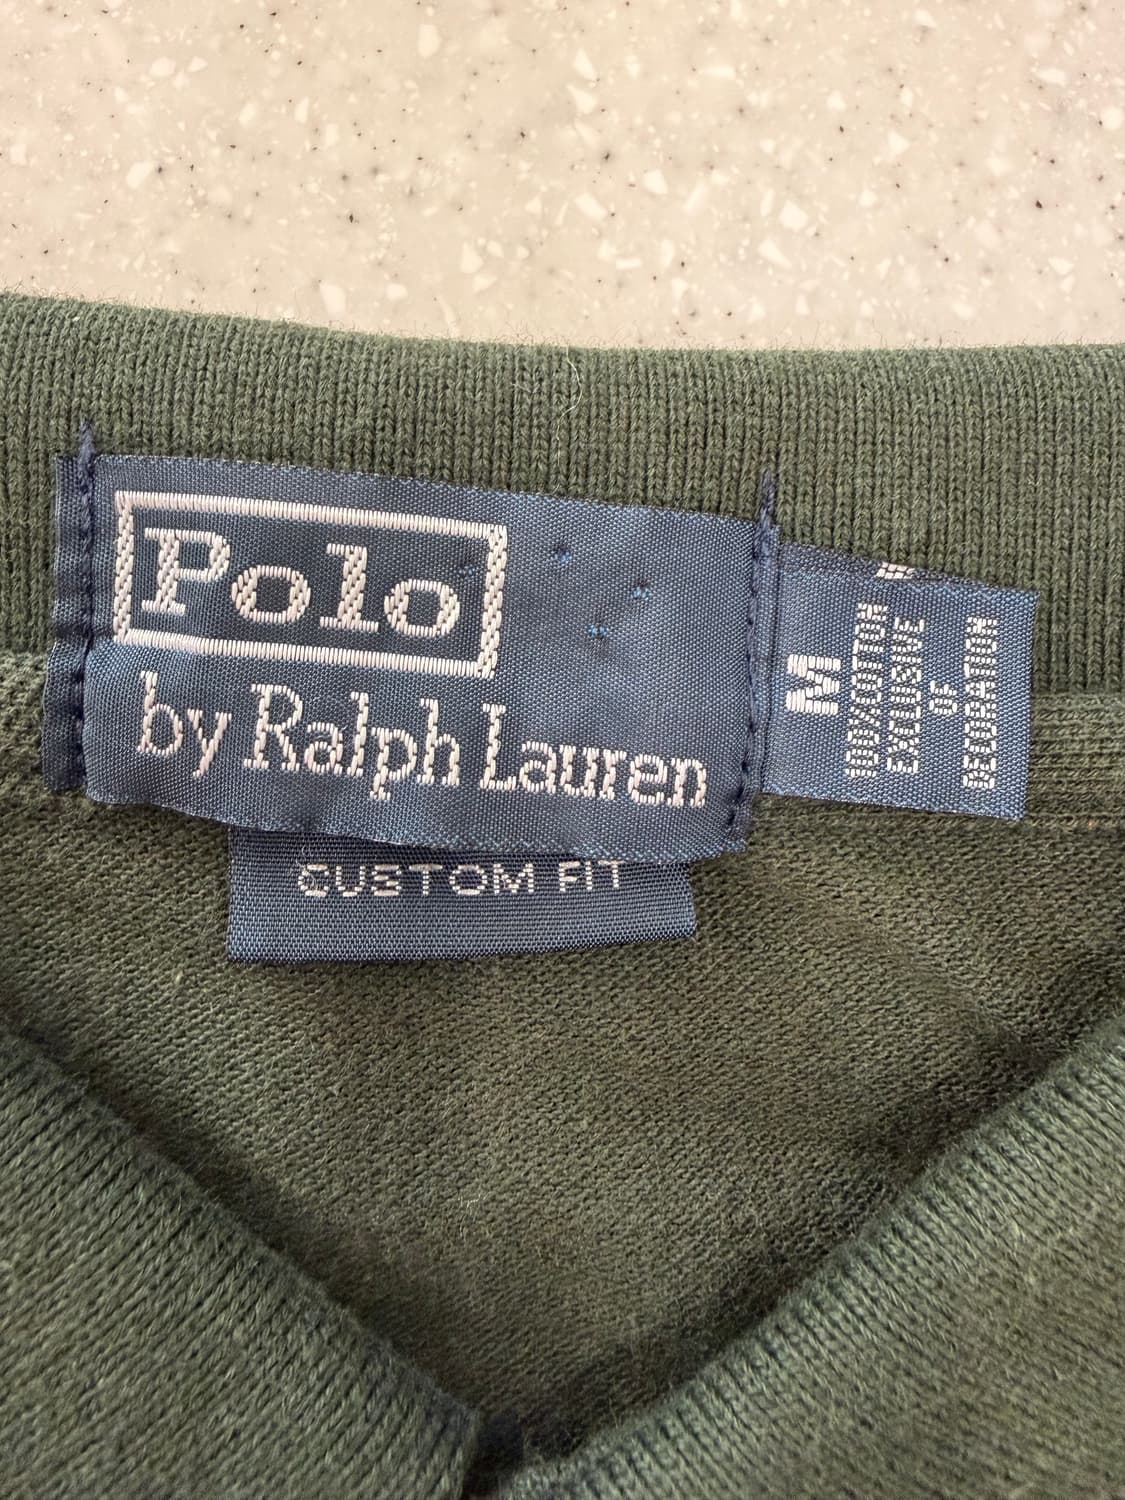 Polo
by Ralph Lauren
CUSTOM FIT
M
100% COTTON
EXCLUSIVE
OF
DECORATION